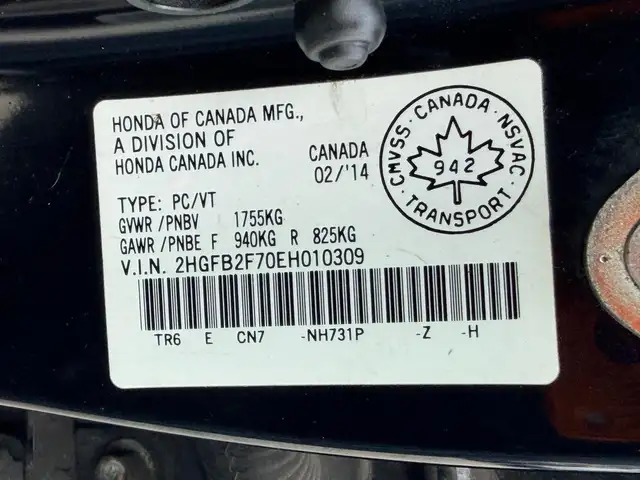 HONDA OF CANADA MFG.,
A DIVISION OF
HONDA CANADA INC.
CANADA
02/'14
CMVSS · CANADA · NSVAC
942
· TRANSPORT ·
TYPE: PC/VT
GVWR /PNBV 1755KG
GAWR /PNBE F 940KG R 825KG
V.I.N. 2HGFB2F70EH010309
TR6 E CN7 -NH731P -Z -H